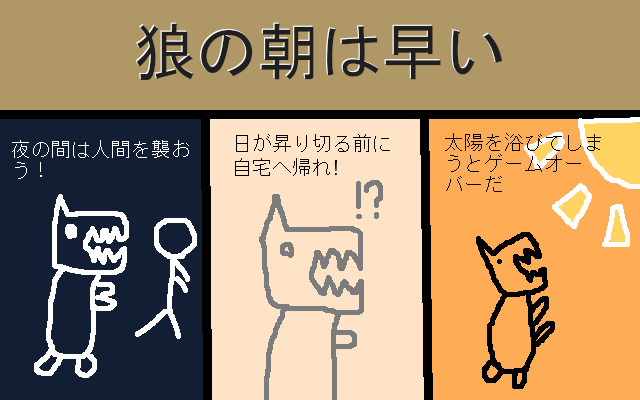 狼の朝は早い
夜の間は人間を襲お
う！
日が昇り切る前に
自宅へ帰れ!
!?
太陽を浴びてしま
うとゲームオー
バーだ